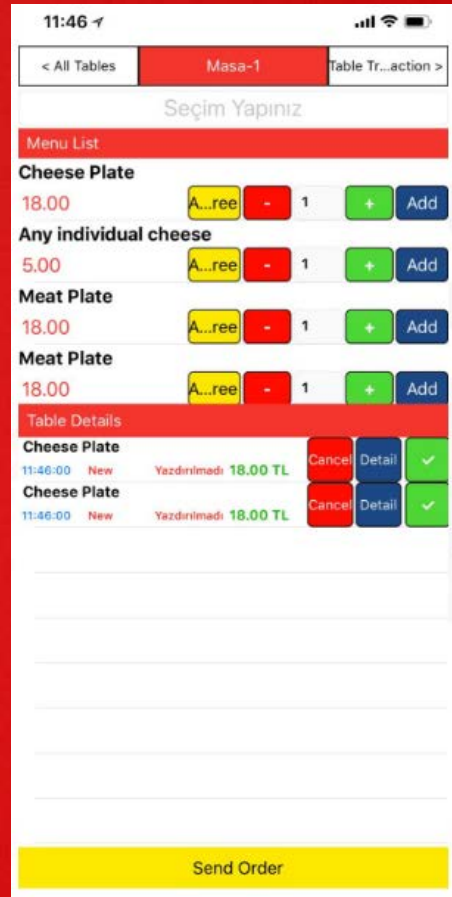 11:46
< All Tables Masa-1 Table Tr...action >
Seçim Yapınız
Menu List
Cheese Plate
18.00 A...ree - 1 + Add
Any individual cheese
5.00 A...ree - 1 + Add
Meat Plate
18.00 A...ree - 1 + Add
Meat Plate
18.00 A...ree - 1 + Add
Table Details
Cheese Plate
11:46:00 New Yazdırılmadı 18.00 TL Cancel Detail
Cheese Plate
11:46:00 New Yazdırılmadı 18.00 TL Cancel Detail
Send Order